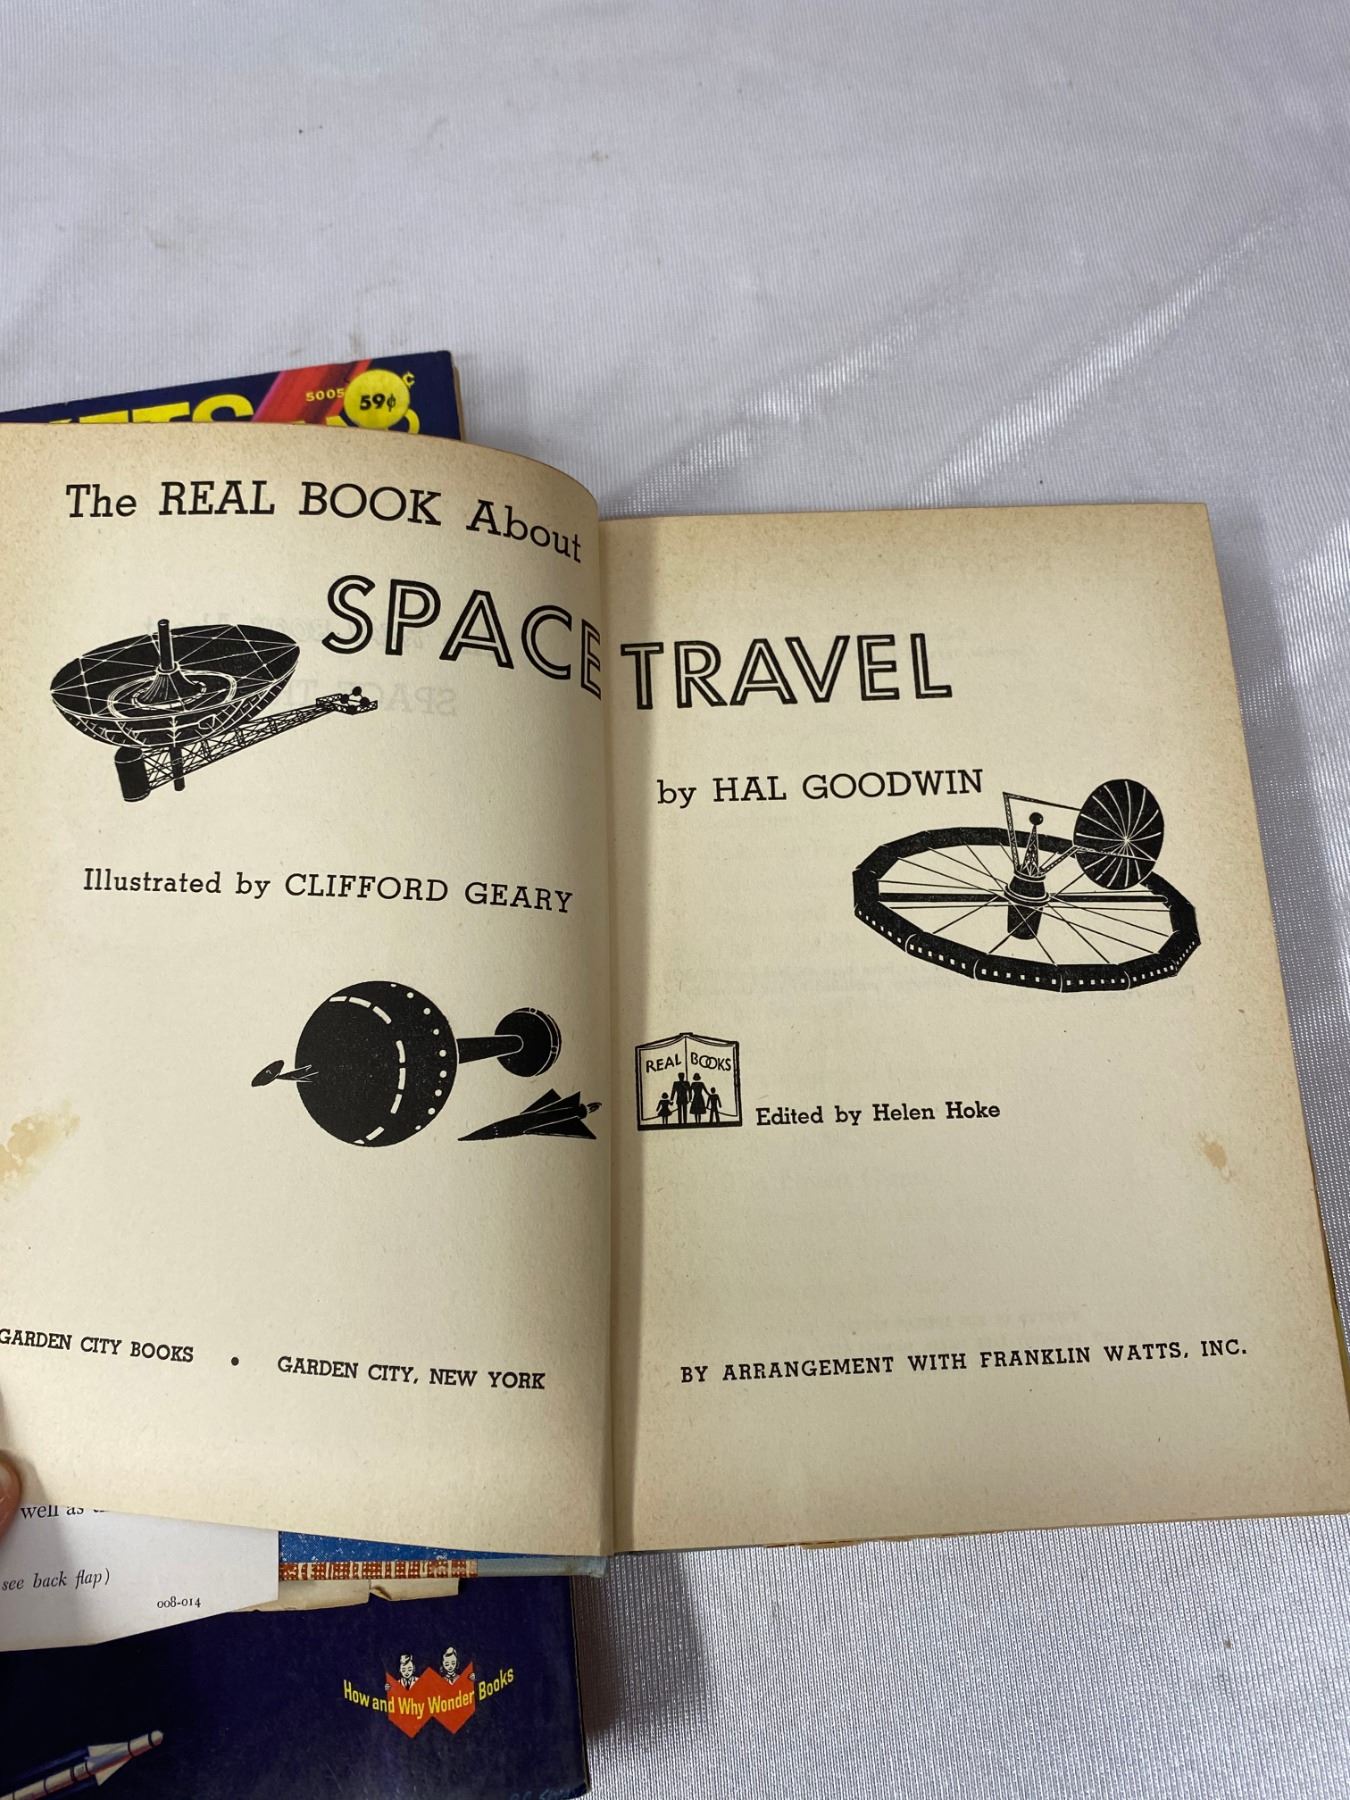 5005
59¢
¢
The REAL BOOK About
SPACE TRAVEL
by HAL GOODWIN
Illustrated by CLIFFORD GEARY
REAL BOOKS
Edited by Helen Hoke
GARDEN CITY BOOKS • GARDEN CITY, NEW YORK
BY ARRANGEMENT WITH FRANKLIN WATTS, INC.
well as
see back flap)
008-014
How and Why Wonder Books